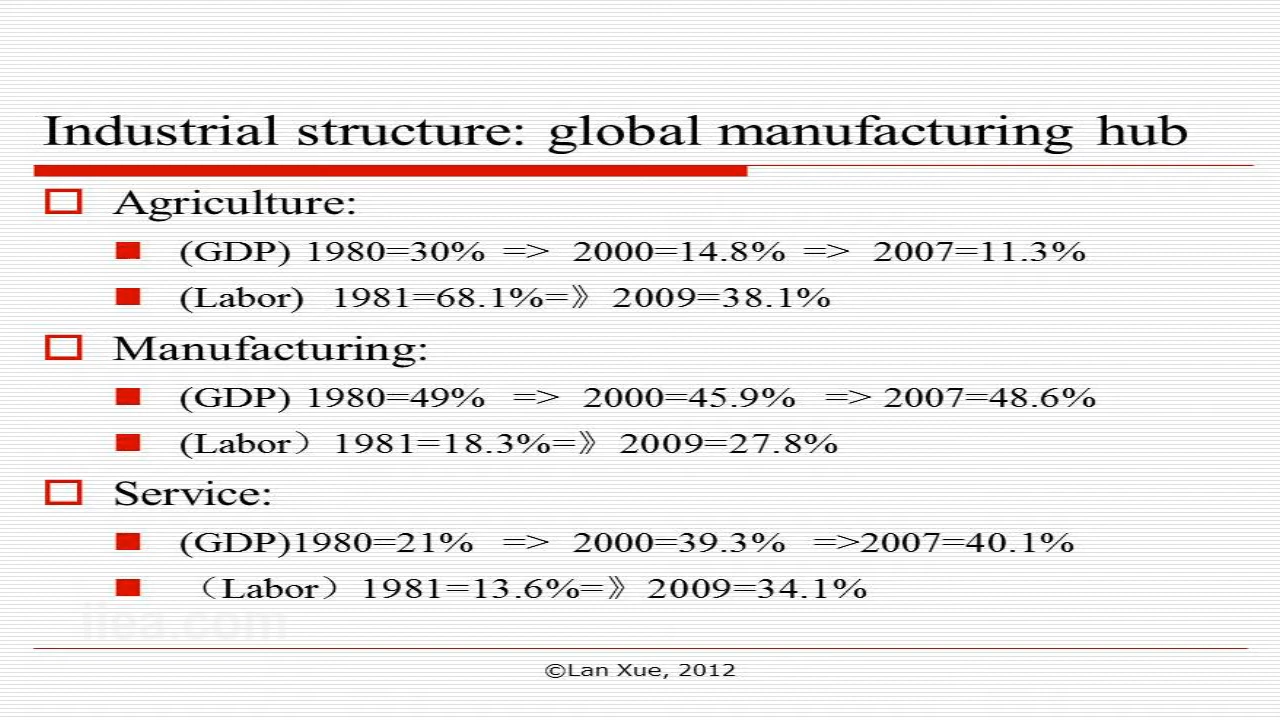 Industrial structure: global manufacturing hub
Agriculture:
(GDP) 1980=30% => 2000=14.8% => 2007=11.3%
(Labor) 1981=68.1%=》 2009=38.1%
Manufacturing:
(GDP) 1980=49% => 2000=45.9% => 2007=48.6%
(Labor） 1981=18.3%=》 2009=27.8%
Service:
(GDP)1980=21% => 2000=39.3% =>2007=40.1%
（Labor） 1981=13.6%=》 2009=34.1%
iiea.com
©Lan Xue, 2012